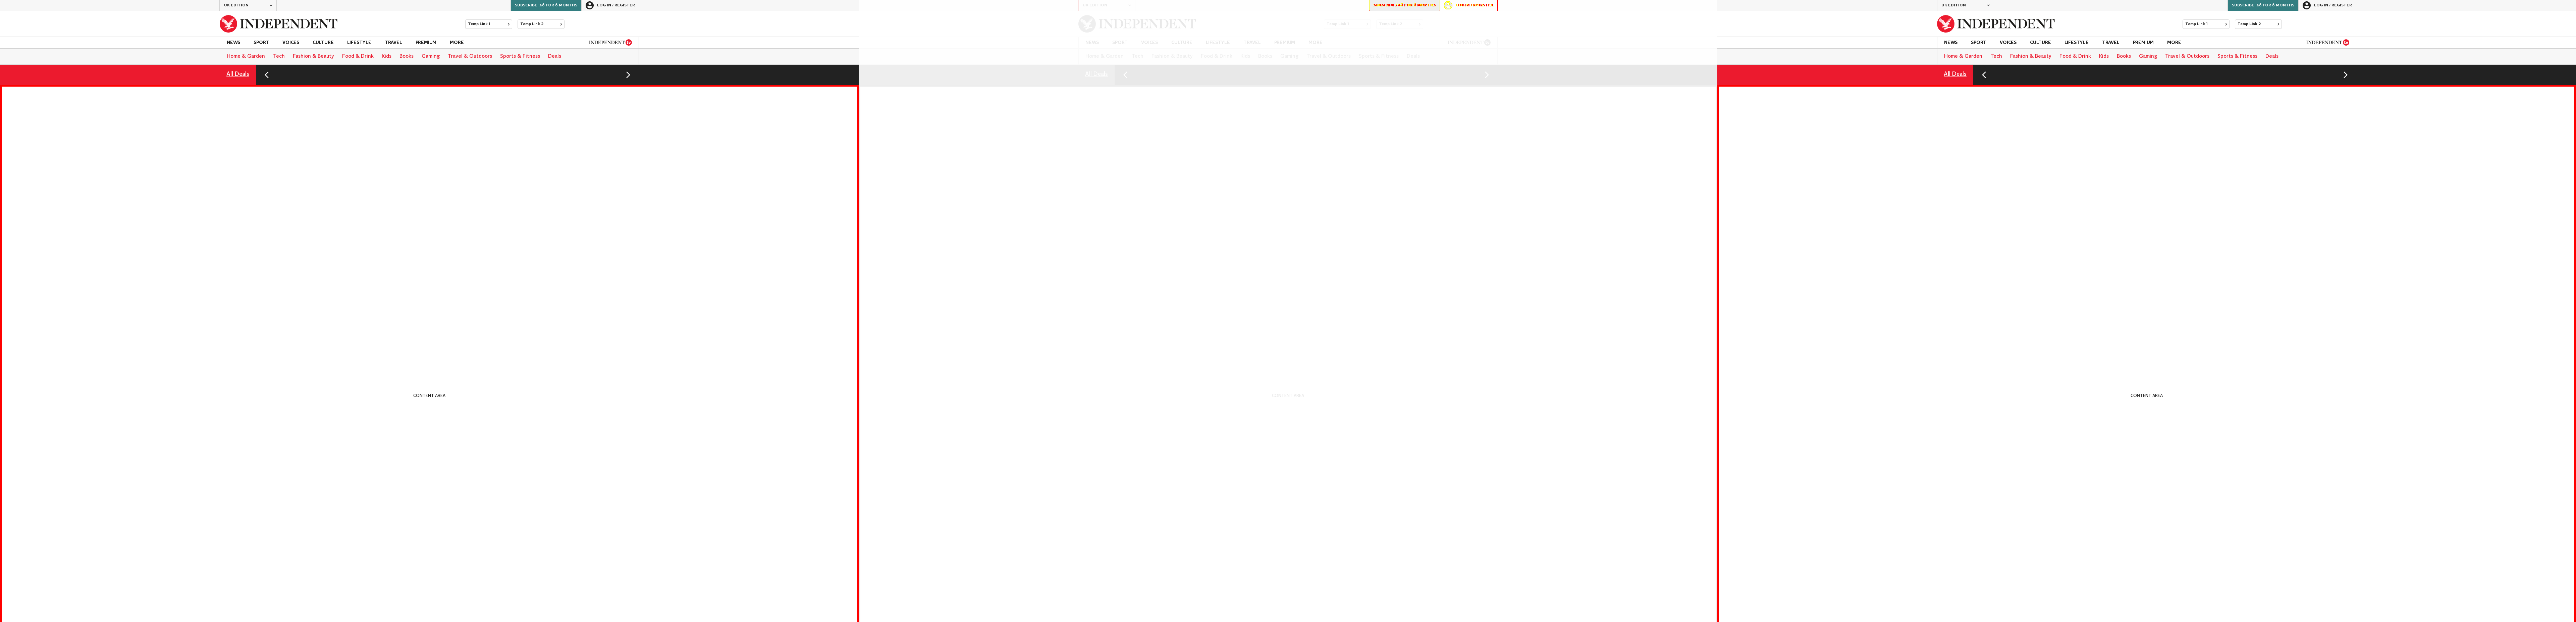 UK EDITION
SUBSCRIBE: £6 FOR 6 MONTHS
LOG IN / REGISTER
INDEPENDENT
Temp Link 1
Temp Link 2
NEWS SPORT VOICES CULTURE LIFESTYLE TRAVEL PREMIUM MORE
INDEPENDENT
Home & Garden Tech Fashion & Beauty Food & Drink Kids Books Gaming Travel & Outdoors Sports & Fitness Deals
All Deals
CONTENT AREA
INDEPENDENT
All Deals
CONTENT AREA
UK EDITION
SUBSCRIBE: £6 FOR 6 MONTHS
LOG IN / REGISTER
INDEPENDENT
Temp Link 1
Temp Link 2
NEWS SPORT VOICES CULTURE LIFESTYLE TRAVEL PREMIUM MORE
INDEPENDENT
Home & Garden Tech Fashion & Beauty Food & Drink Kids Books Gaming Travel & Outdoors Sports & Fitness Deals
All Deals
CONTENT AREA